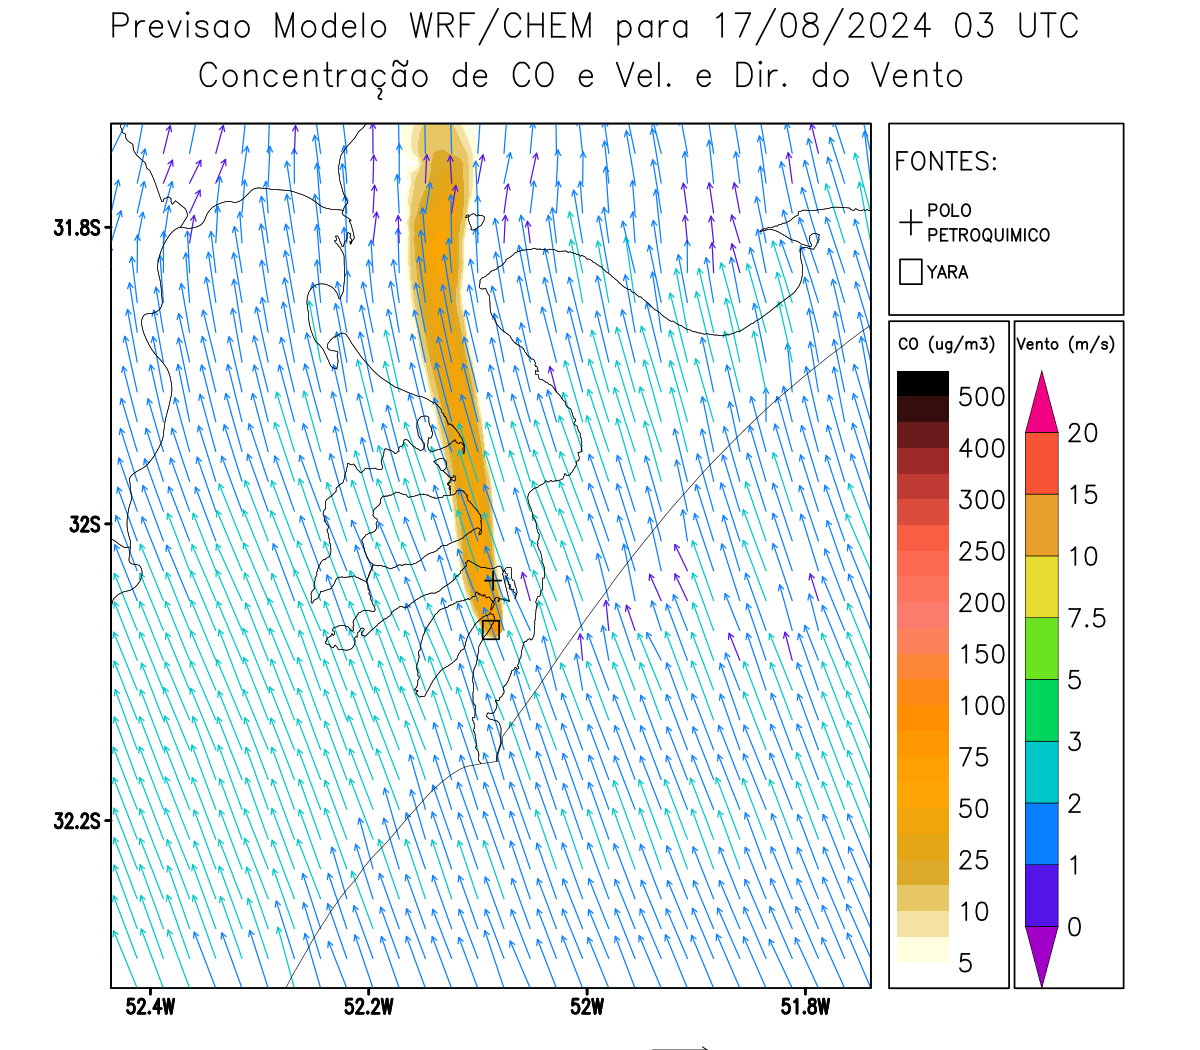 Previsao Modelo WRF/CHEM para 17/08/2024 03 UTC
Concentração de CO e Vel. e Dir. do Vento
FONTES:
POLO
PETROQUIMICO
YARA
31.8S
32S
32.2S
52.4W
52.2W
52W
51.8W
CO (ug/m3)
500
400
300
250
200
150
100
75
50
25
10
5
Vento (m/s)
20
15
10
7.5
5
3
2
1
0